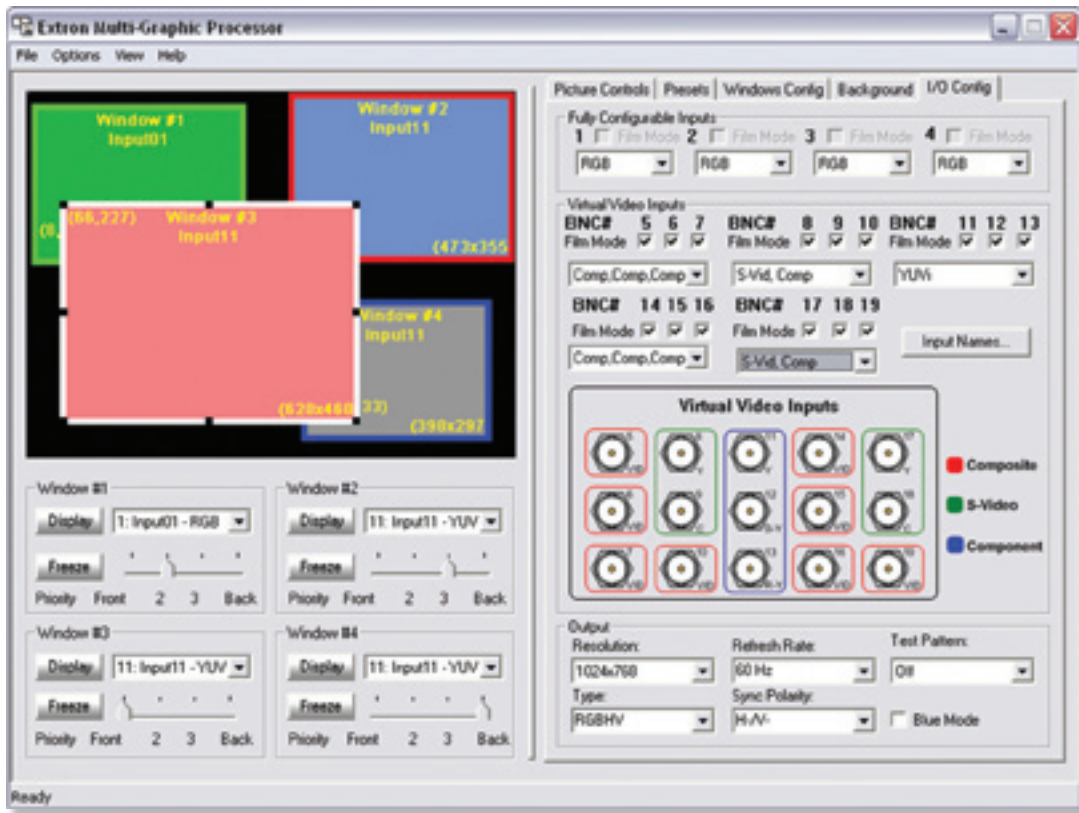 Extron Multi-Graphic Processor
File Options View Help
Window #1
Input01
Window #2
Input11
(8,
(66,227) Window #3
Input11
(473x355
Window #4
Input11
(620x460 33)
(398x297
Window #1
Display 1: Input01 - RGB
Freeze
Priority Front 2 3 Back
Window #2
Display 11: Input11 - YUV
Freeze
Priority Front 2 3 Back
Window #3
Display 11: Input11 - YUV
Freeze
Priority Front 2 3 Back
Window #4
Display 11: Input11 - YUV
Freeze
Priority Front 2 3 Back
Ready
Picture Controls Presets Windows Config Background I/O Config
Fully Configurable Inputs
1 Film Mode 2 Film Mode 3 Film Mode 4 Film Mode
RGB RGB RGB RGB
Virtual Video Inputs
BNC# 5 6 7 BNC# 8 9 10 BNC# 11 12 13
Film Mode Film Mode Film Mode
Comp,Comp,Comp S-Vid, Comp YUVi
BNC# 14 15 16 BNC# 17 18 19
Film Mode Film Mode
Comp,Comp,Comp S-Vid, Comp
Input Names...
Virtual Video Inputs
Composite
S-Video
Component
Output
Resolution: Refresh Rate: Test Pattern:
1024x768 60 Hz Off
Type: Sync Polarity:
RGBHV H-/V- Blue Mode